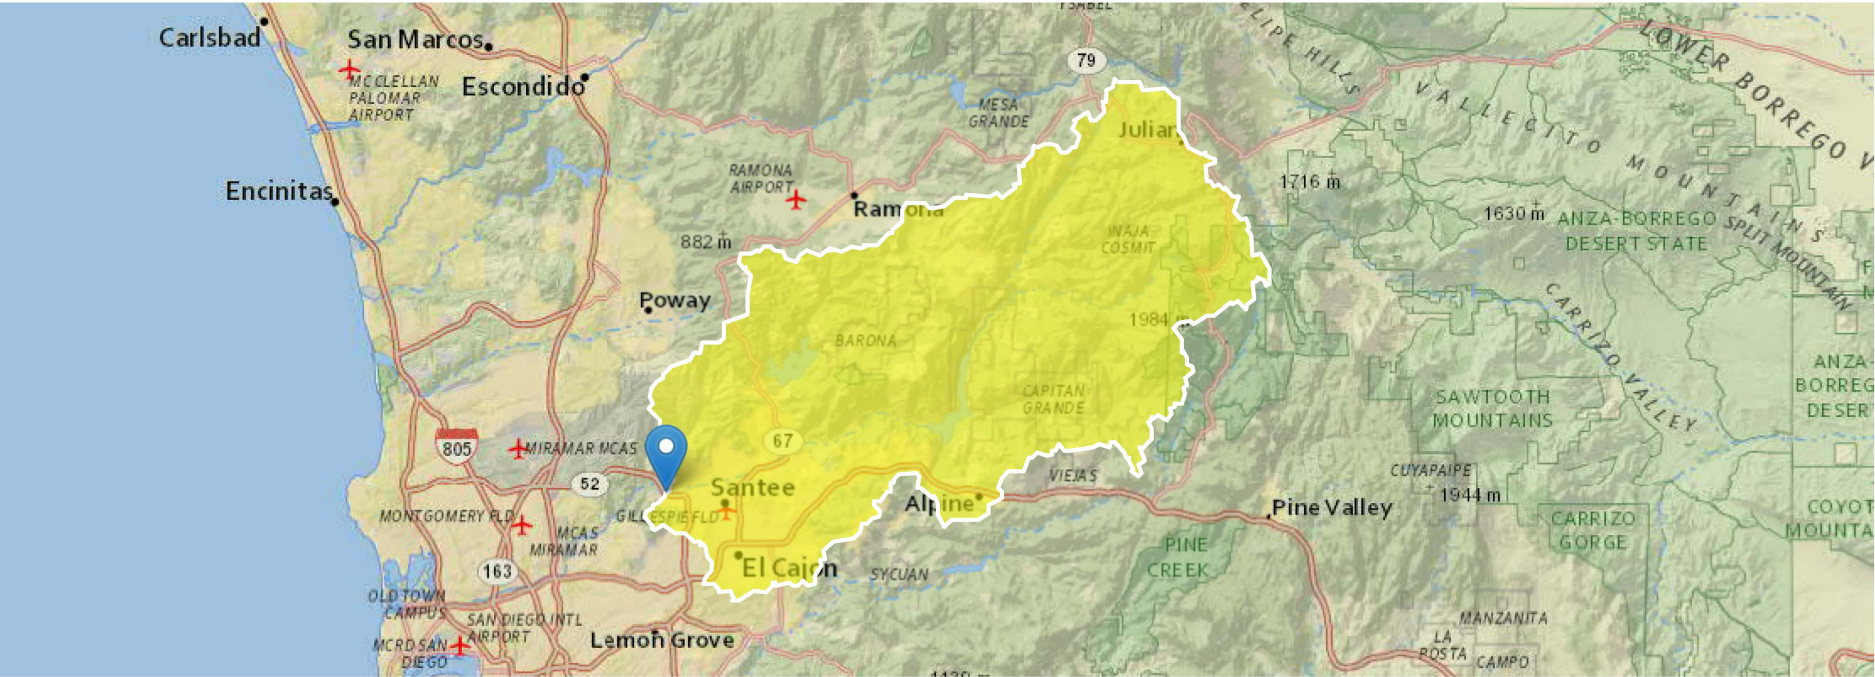 YSABEL
Carlsbad
San Marcos
79
MCCLELLAN
PALOMAR
AIRPORT
Escondido
MESA
GRANDE
Julian
LOWER BORREGO V
VALLECITO MOUNTAINS
RAMONA
AIRPORT
Encinitas
Ramona
1716 m
1630 m
ANZA-BORREGO
DESERT STATE
SPLIT MOUNTAIN
882 m
INAJA
COSMIT
Poway
1984 m
BARONA
CARRIZO VALLEY
CAPITAN
GRANDE
ANZA-
BORREG
DESER
SAWTOOTH
MOUNTAINS
805
MIRAMAR MCAS
67
52
Santee
VIEJAS
CUYAPAIPE
1944 m
MONTGOMERY FLD
GILLESPIE FLD
Alpine
Pine Valley
COYOT
MOUNTA
CARRIZO
GORGE
MCAS
MIRAMAR
163
El Cajon
SYCUAN
PINE
CREEK
OLD TOWN
CAMPUS
SAN DIEGO INTL
AIRPORT
MCRD SAN
DIEGO
Lemon Grove
MANZANITA
LA
POSTA
CAMPO